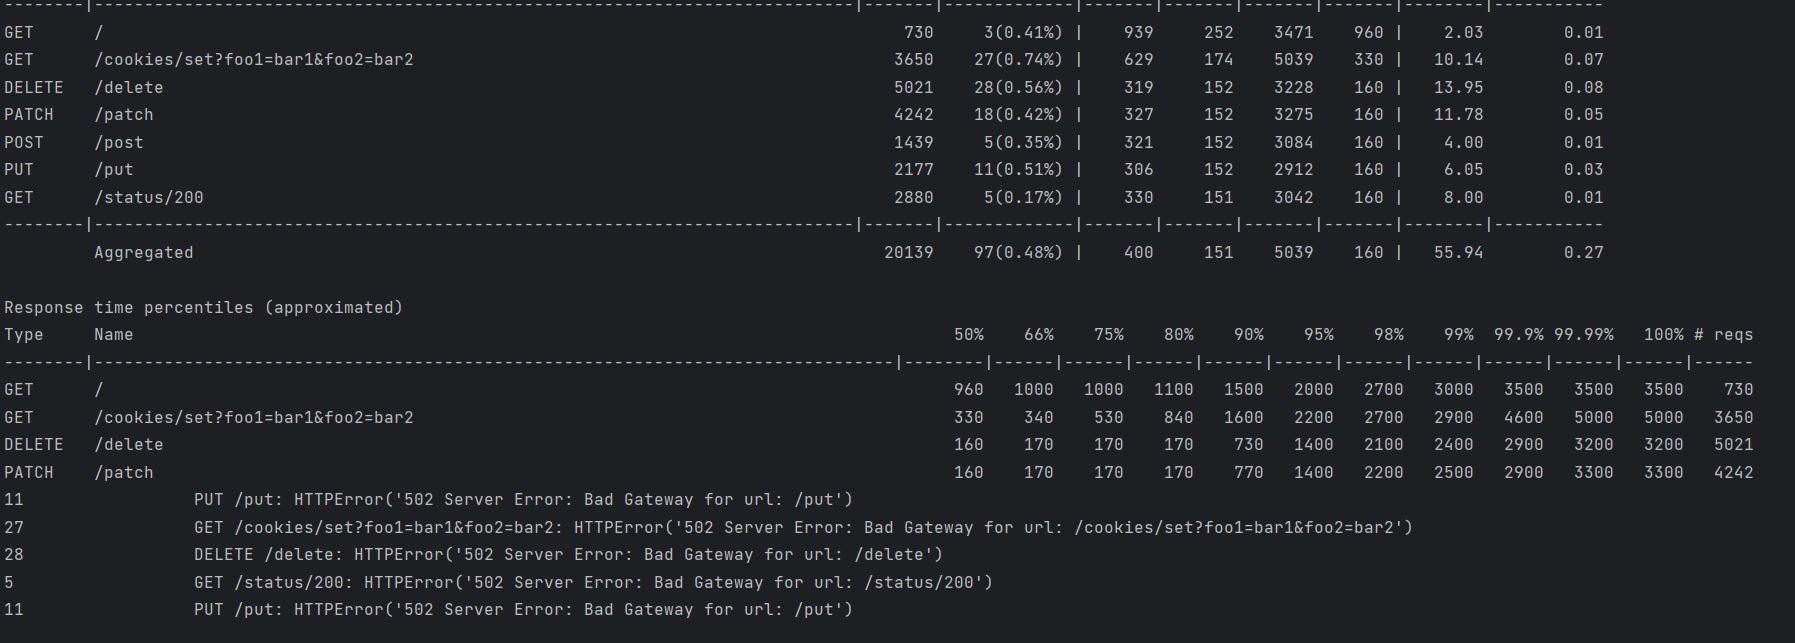 --------|----------------------------------------------------------------------------|-------|-------------|-------|-------|-------|-------|--------|-----------
GET      /                                                                                 730     3(0.41%) |    939     252    3471    960 |    2.03        0.01
GET      /cookies/set?foo1=bar1&foo2=bar2                                                 3650    27(0.74%) |    629     174    5039    330 |   10.14        0.07
DELETE   /delete                                                                          5021    28(0.56%) |    319     152    3228    160 |   13.95        0.08
PATCH    /patch                                                                           4242    18(0.42%) |    327     152    3275    160 |   11.78        0.05
POST     /post                                                                            1439     5(0.35%) |    321     152    3084    160 |    4.00        0.01
PUT      /put                                                                             2177    11(0.51%) |    306     152    2912    160 |    6.05        0.03
GET      /status/200                                                                      2880     5(0.17%) |    330     151    3042    160 |    8.00        0.01
--------|----------------------------------------------------------------------------|-------|-------------|-------|-------|-------|-------|--------|-----------
         Aggregated                                                                      20139    97(0.48%) |    400     151    5039    160 |   55.94        0.27

Response time percentiles (approximated)
Type     Name                                                                                  50%    66%    75%    80%    90%    95%    98%    99%  99.9% 99.99%   100% # reqs
--------|--------------------------------------------------------------------------------|--------|------|------|------|------|------|------|------|------|------|------|------
GET      /                                                                                     960   1000   1000   1100   1500   2000   2700   3000   3500   3500   3500    730
GET      /cookies/set?foo1=bar1&foo2=bar2                                                      330    340    530    840   1600   2200   2700   2900   4600   5000   5000   3650
DELETE   /delete                                                                               160    170    170    170    730   1400   2100   2400   2900   3200   3200   5021
PATCH    /patch                                                                                160    170    170    170    770   1400   2200   2500   2900   3300   3300   4242
11                 PUT /put: HTTPError('502 Server Error: Bad Gateway for url: /put')
27                 GET /cookies/set?foo1=bar1&foo2=bar2: HTTPError('502 Server Error: Bad Gateway for url: /cookies/set?foo1=bar1&foo2=bar2')
28                 DELETE /delete: HTTPError('502 Server Error: Bad Gateway for url: /delete')
5                  GET /status/200: HTTPError('502 Server Error: Bad Gateway for url: /status/200')
11                 PUT /put: HTTPError('502 Server Error: Bad Gateway for url: /put')